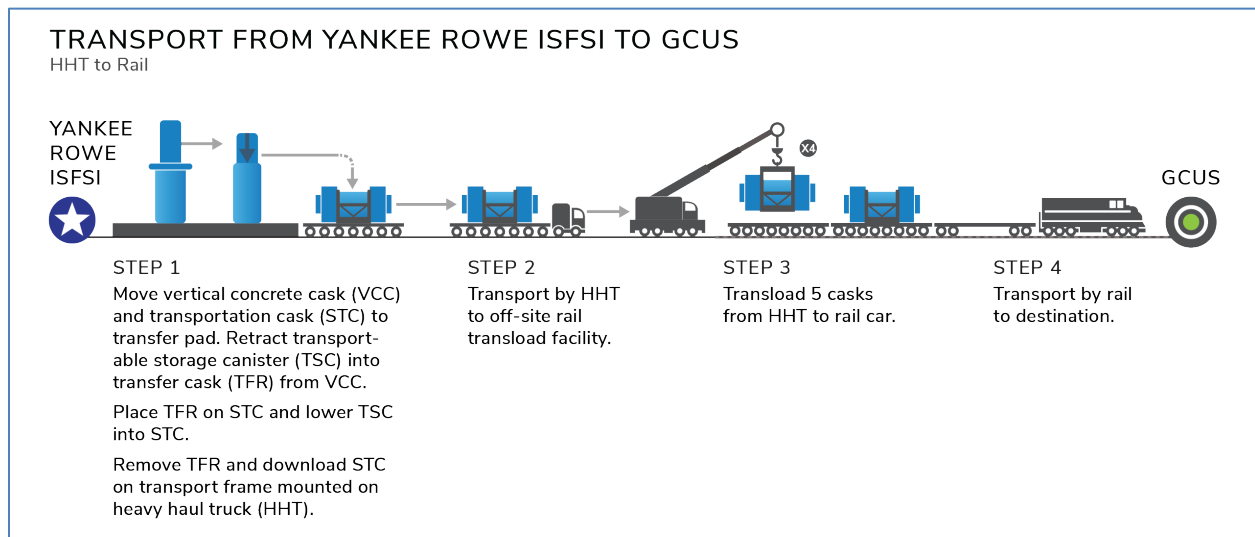 TRANSPORT FROM YANKEE ROWE ISFSI TO GCUS
HHT to Rail
YANKEE
ROWE
ISFSI
X4
GCUS
STEP 1
Move vertical concrete cask (VCC)
and transportation cask (STC) to
transfer pad. Retract transport-
able storage canister (TSC) into
transfer cask (TFR) from VCC.
Place TFR on STC and lower TSC
into STC.
Remove TFR and download STC
on transport frame mounted on
heavy haul truck (HHT).
STEP 2
Transport by HHT
to off-site rail
transload facility.
STEP 3
Transload 5 casks
from HHT to rail car.
STEP 4
Transport by rail
to destination.